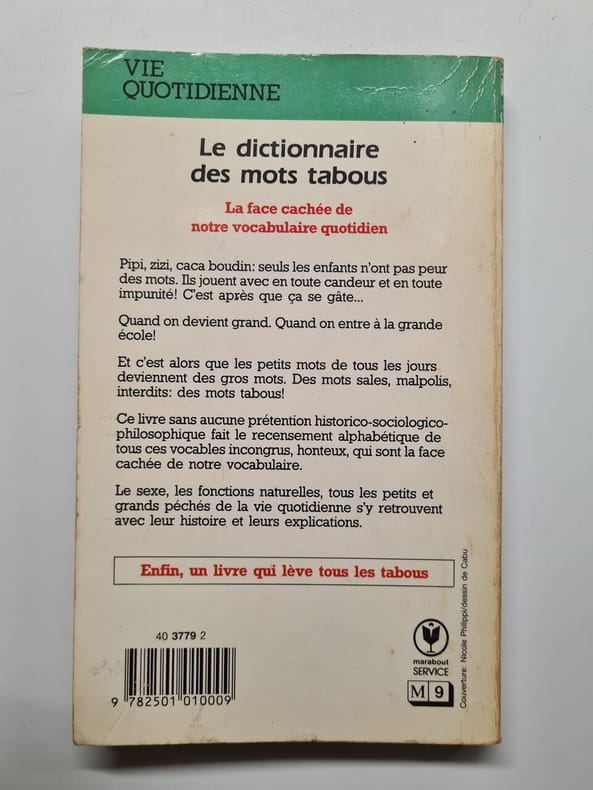 VIE
QUOTIDIENNE
Le dictionnaire
des mots tabous
La face cachée de
notre vocabulaire quotidien
Pipi, zizi, caca boudin: seuls les enfants n'ont pas peur
des mots. Ils jouent avec en toute candeur et en toute
impunité! C'est après que ça se gâte...
Quand on devient grand. Quand on entre à la grande
école!
Et c'est alors que les petits mots de tous les jours
deviennent des gros mots. Des mots sales, malpolis,
interdits: des mots tabous!
Ce livre sans aucune prétention historico-sociologico-
philosophique fait le recensement alphabétique de
tous ces vocables incongrus, honteux, qui sont la face
cachée de notre vocabulaire.
Le sexe, les fonctions naturelles, tous les petits et
grands péchés de la vie quotidienne s'y retrouvent
avec leur histoire et leurs explications.
Enfin, un livre qui lève tous les tabous
40 3779 2
9 782501 010009
marabout
SERVICE
M 9
Couverture: Nicole Philippi/dessin de Cabu